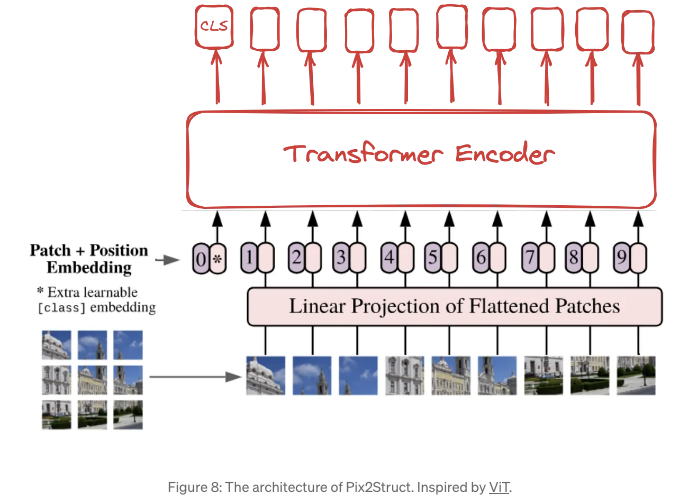 CLS
Transformer Encoder
Patch + Position
Embedding
0 * 1 2 3 4 5 6 7 8 9
* Extra learnable
[class] embedding
Linear Projection of Flattened Patches
Figure 8: The architecture of Pix2Struct. Inspired by ViT.